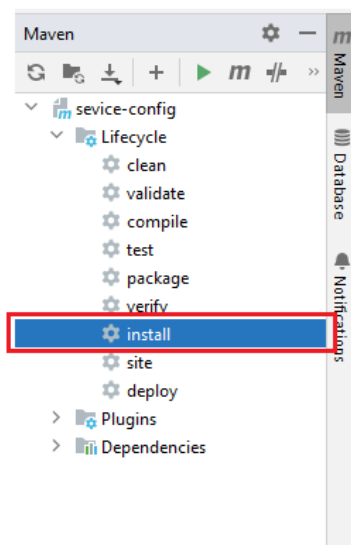 Maven
m
sevice-config
Lifecycle
clean
validate
compile
test
package
verify
install
site
deploy
Plugins
Dependencies
m
Maven
Database
Notifications